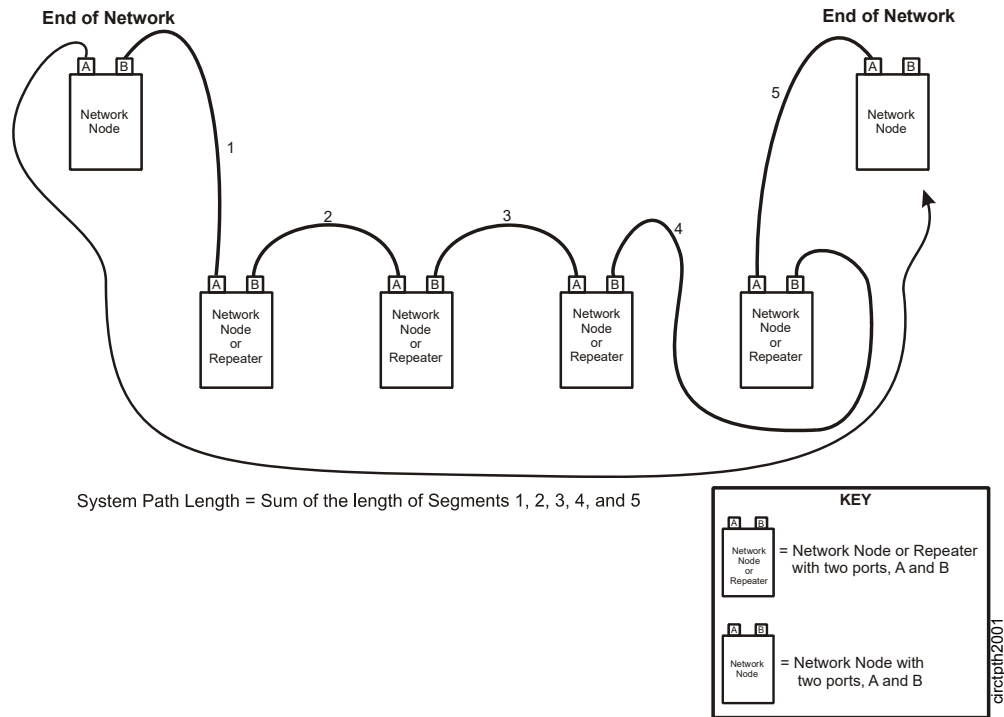 End of Network
End of Network
A
B
A
B
Network
Node
Network
Node
5
1
2
3
4
A
B
A
B
A
B
A
B
Network
Node
or
Repeater
Network
Node
or
Repeater
Network
Node
or
Repeater
Network
Node
or
Repeater
System Path Length = Sum of the length of Segments 1, 2, 3, 4, and 5
KEY
A
B
Network
Node
or
Repeater
= Network Node or Repeater
with two ports, A and B
A
B
Network
Node
= Network Node with
two ports, A and B
circtpth2001